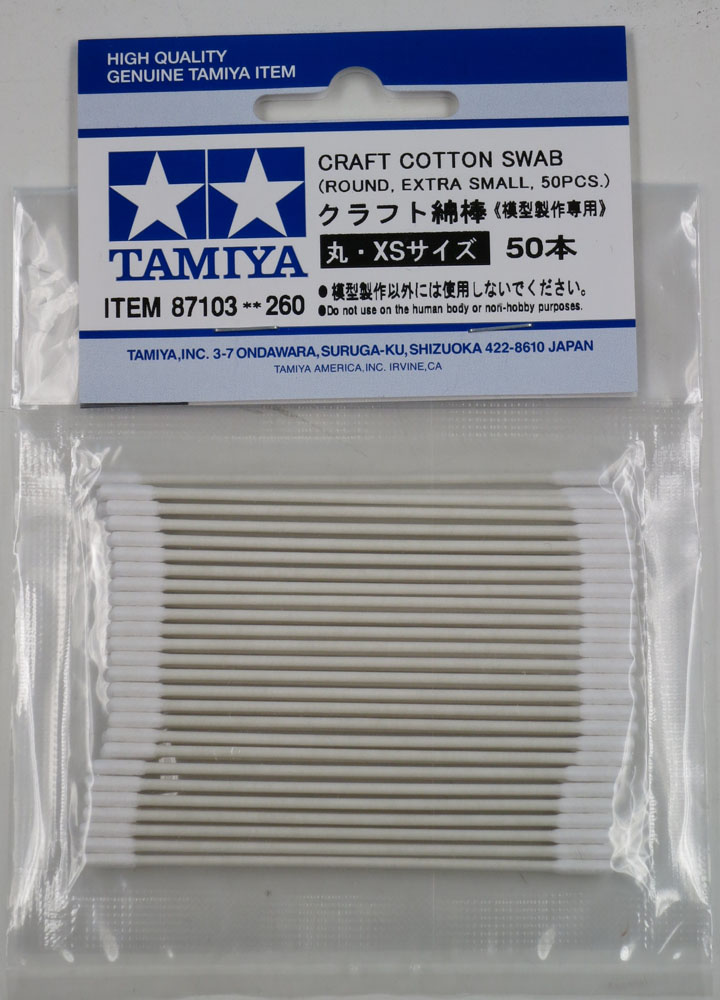 HIGH QUALITY
GENUINE TAMIYA ITEM
CRAFT COTTON SWAB
(ROUND, EXTRA SMALL, 50PCS.)
クラフト綿棒《模型製作専用》
丸・XSサイズ 50本
TAMIYA
ITEM 87103 ** 260
●模型製作以外には使用しないでください。
●Do not use on the human body or non-hobby purposes.
TAMIYA,INC. 3-7 ONDAWARA, SURUGA-KU, SHIZUOKA 422-8610 JAPAN
TAMIYA AMERICA, INC. IRVINE, CA